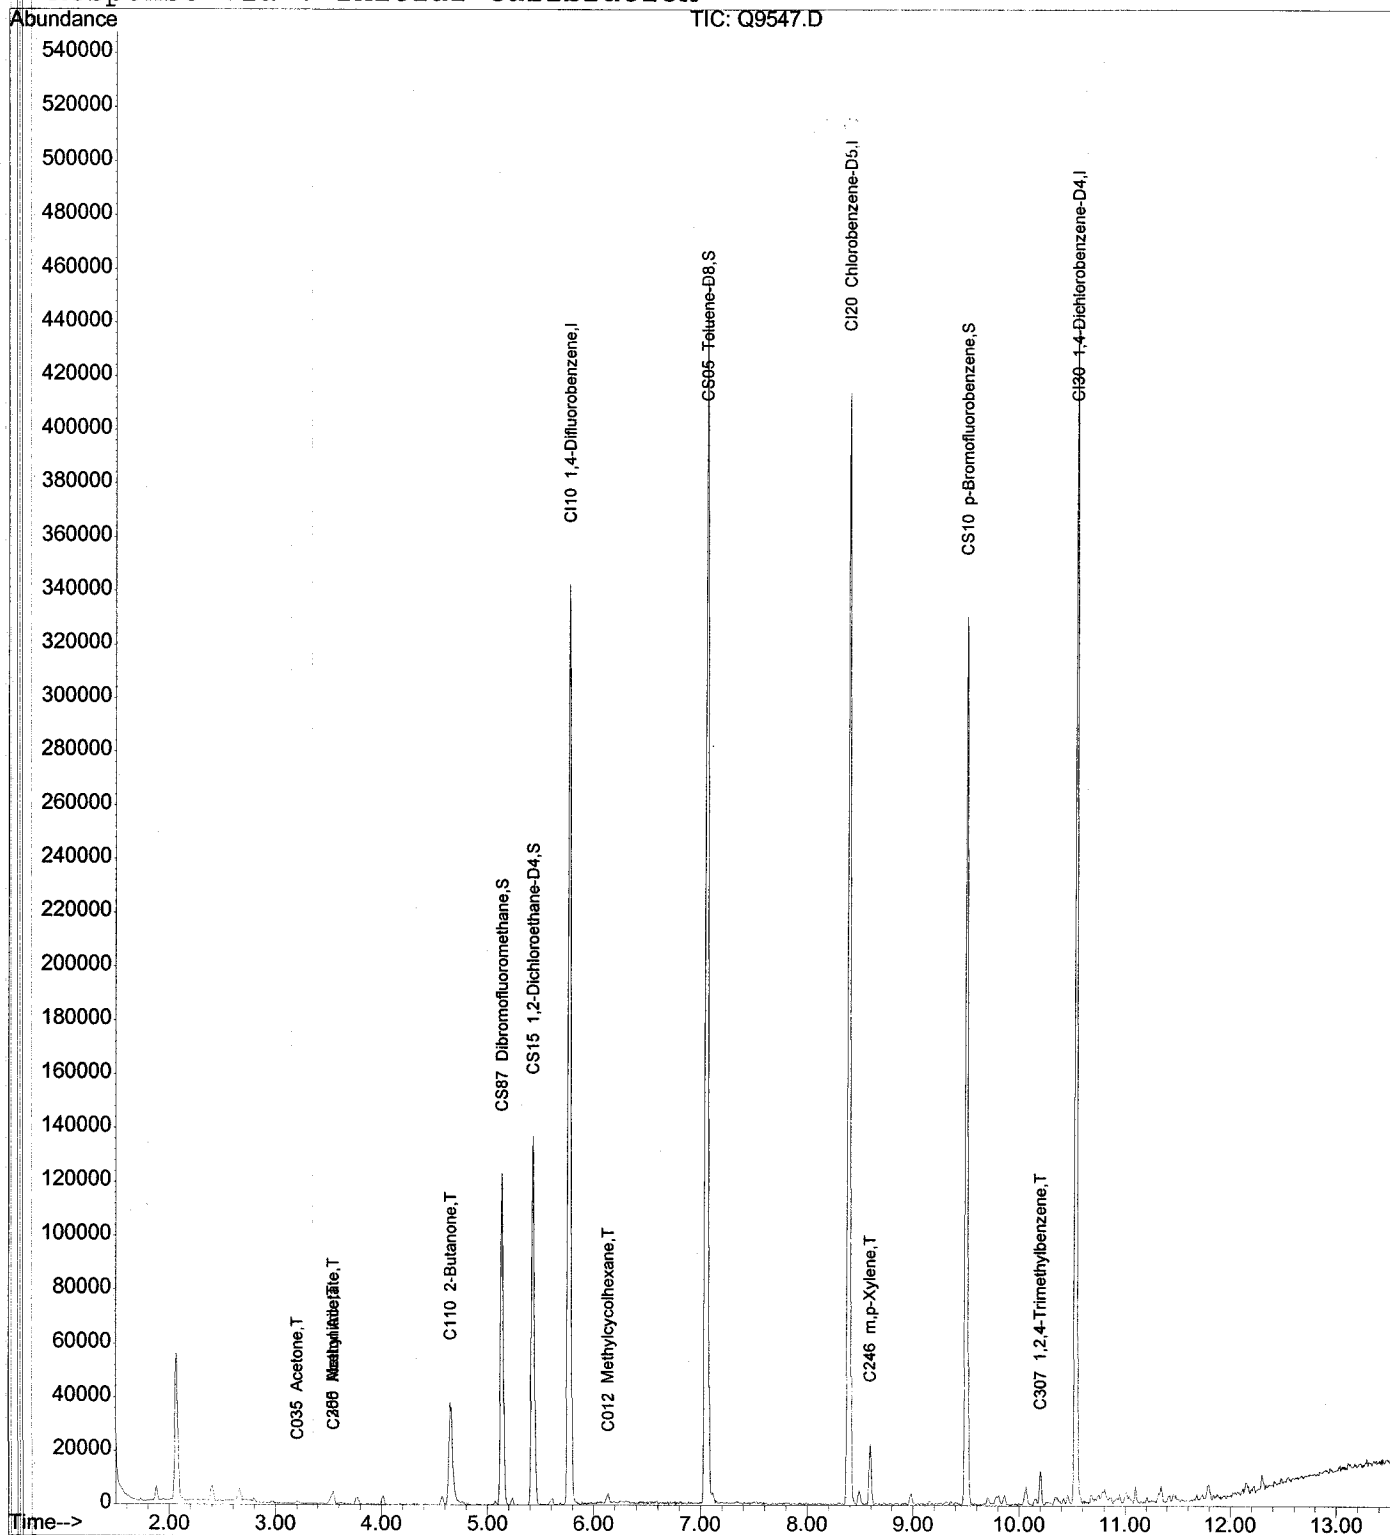 Abundance
TIC: Q9547.D
540000
520000
500000
480000
460000
440000
420000
400000
380000
360000
340000
320000
300000
280000
260000
240000
220000
200000
180000
160000
140000
120000
100000
80000
60000
40000
20000
0
C035 Acetone,T
C110 2-Butanone,T
CS87 Dibromofluoromethane,S
CS15 1,2-Dichloroethane-D4,S
CI10 1,4-Difluorobenzene,I
C012 Methylcycolhexane,T
CS05 Toluene-D8,S
CI20 Chlorobenzene-D5,I
C246 m,p-Xylene,T
CS10 p-Bromofluorobenzene,S
C307 1,2,4-Trimethylbenzene,T
CI30 1,4-Dichlorobenzene-D4,I
Time-->
2.00 3.00 4.00 5.00 6.00 7.00 8.00 9.00 10.00 11.00 12.00 13.00